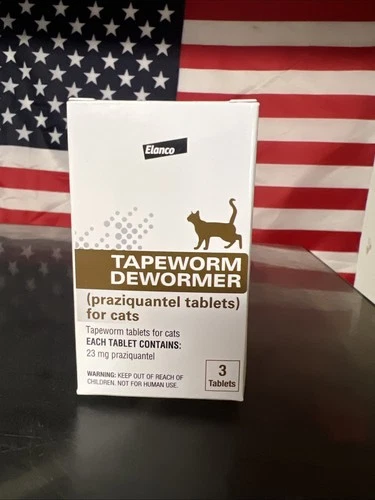 Elanco
TAPEWORM
DEWORMER
(praziquantel tablets)
for cats
Tapeworm tablets for cats
EACH TABLET CONTAINS:
23 mg praziquantel
WARNING: KEEP OUT OF REACH OF
CHILDREN. NOT FOR HUMAN USE.
3
Tablets